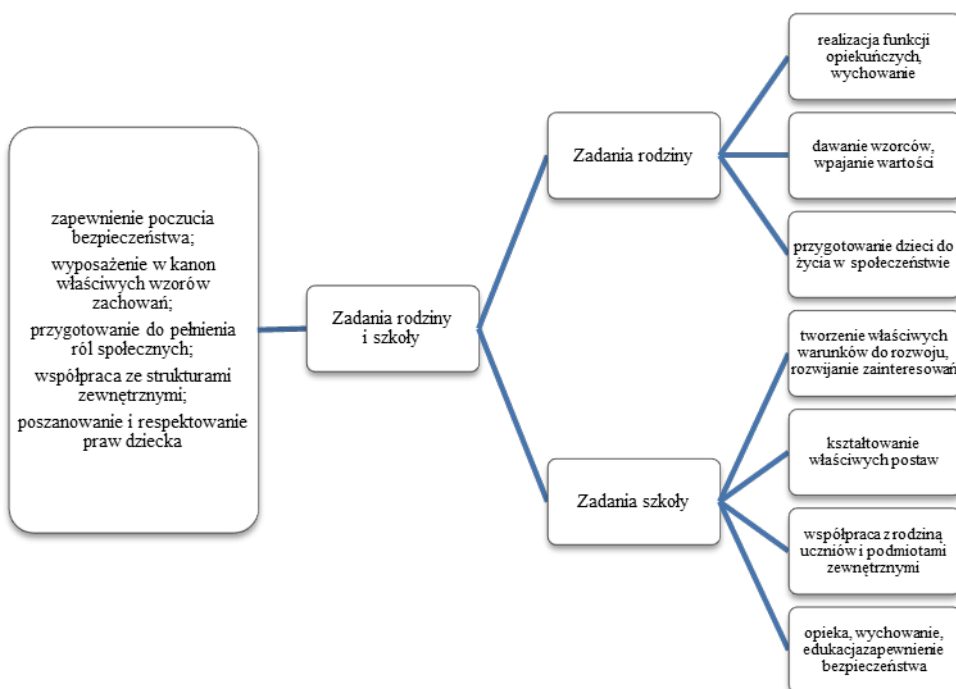 zapewnienie poczucia
bezpieczeństwa;
wyposażenie w kanon
właściwych wzorów
zachowań;
przygotowanie do pełnienia
ról społecznych;
współpraca ze strukturami
zewnętrznymi;
poszanowanie i respektowanie
praw dziecka
Zadania rodziny
i szkoły
Zadania rodziny
realizacja funkcji
opiekuńczych,
wychowanie
dawanie wzorców,
wpajanie wartości
przygotowanie dzieci do
życia w społeczeństwie
Zadania szkoły
tworzenie właściwych
warunków do rozwoju,
rozwijanie zainteresowań
kształtowanie
właściwych postaw
współpraca z rodziną
uczniów i podmiotami
zewnętrznymi
opieka, wychowanie,
edukacjazapewnienie
bezpieczeństwa